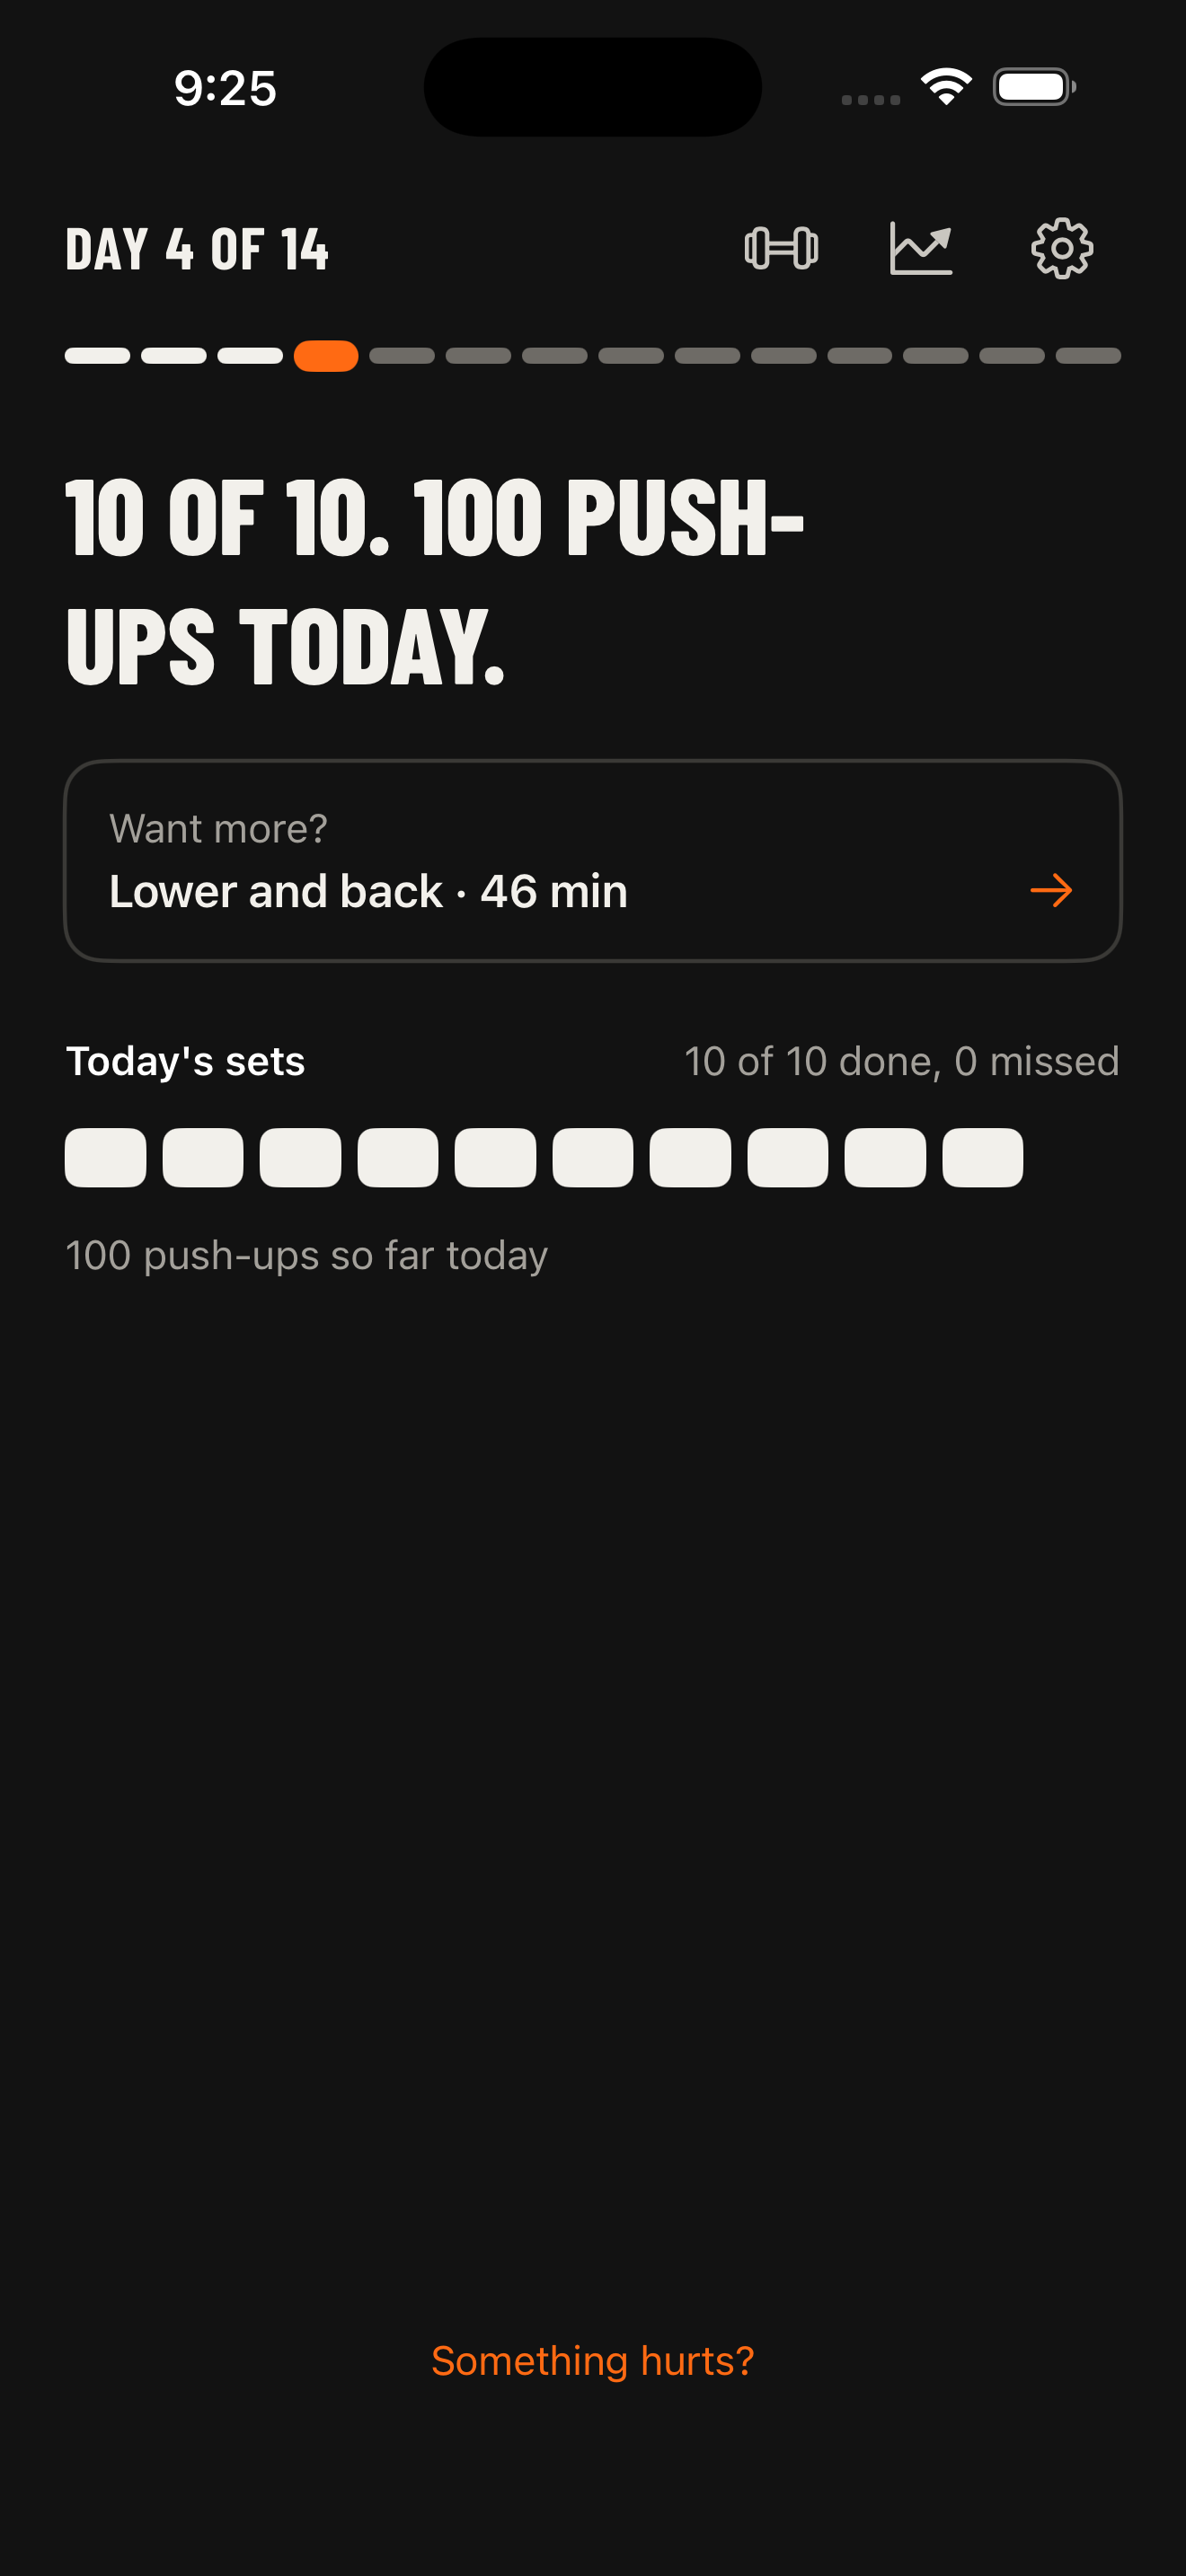 9:25
DAY 4 OF 14
10 OF 10. 100 PUSH-
UPS TODAY.
Want more?
Lower and back · 46 min
Today's sets
10 of 10 done, 0 missed
100 push-ups so far today
Something hurts?